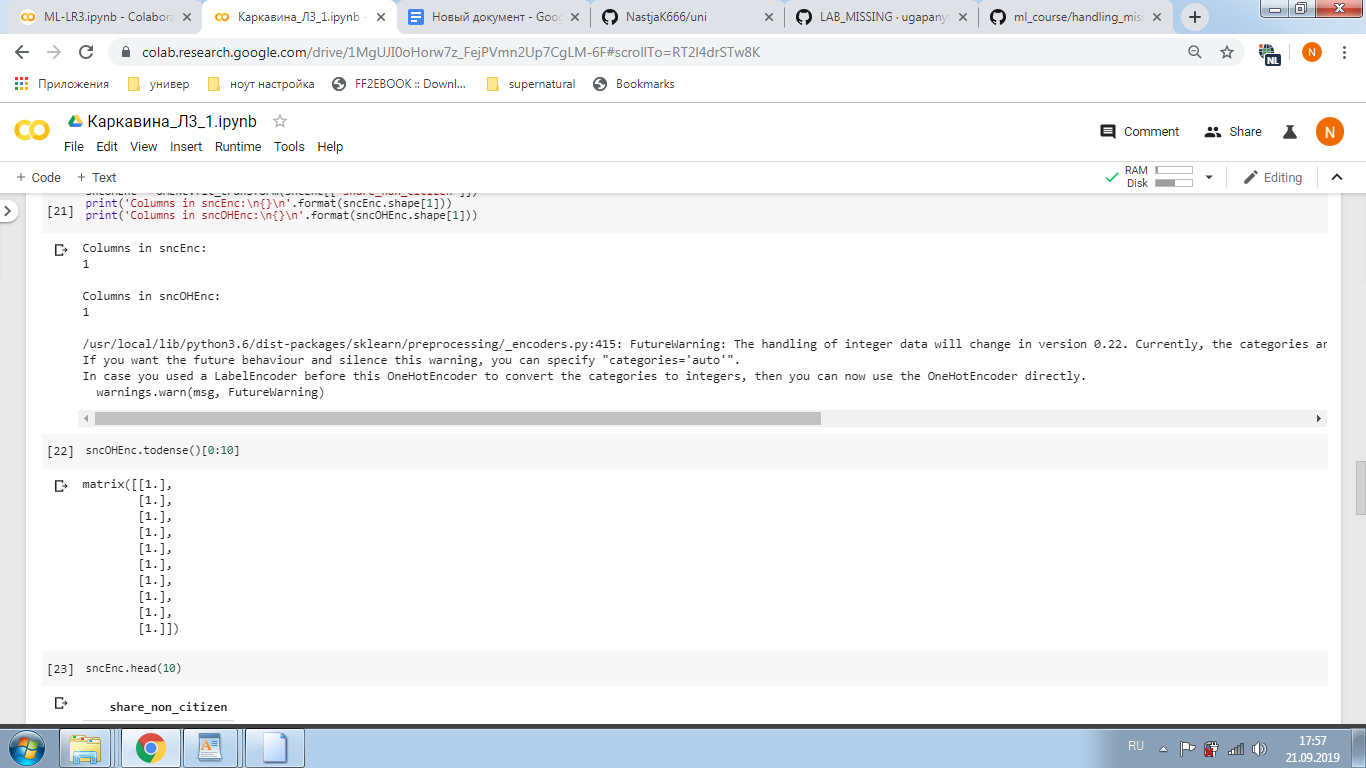 ML-LR3.ipynb - Colabora
Каркавина_Л3_1.ipynb -
Новый документ - Goo
NastjaK666/uni
LAB_MISSING · ugapany
ml_course/handling_mis
colab.research.google.com/drive/1MgUJI0oHorw7z_FejPVmn2Up7CgLM-6F#scrollTo=RT2I4drSTw8K
NL
N
Приложения
универ
ноут настройка
FF2EBOOK :: Downl...
supernatural
Bookmarks
Каркавина_Л3_1.ipynb
Comment
Share
N
File Edit View Insert Runtime Tools Help
+ Code + Text
RAM
Disk
Editing
sncOHEnc = OHEnc.fit_transform(sncEnc[['share_non_citizen']])
[21] print('Columns in sncEnc:\n{}\n'.format(sncEnc.shape[1]))
print('Columns in sncOHEnc:\n{}\n'.format(sncOHEnc.shape[1]))
Columns in sncEnc:
1
Columns in sncOHEnc:
1
/usr/local/lib/python3.6/dist-packages/sklearn/preprocessing/_encoders.py:415: FutureWarning: The handling of integer data will change in version 0.22. Currently, the categories ar
If you want the future behaviour and silence this warning, you can specify "categories='auto'".
In case you used a LabelEncoder before this OneHotEncoder to convert the categories to integers, then you can now use the OneHotEncoder directly.
warnings.warn(msg, FutureWarning)
[22] sncOHEnc.todense()[0:10]
matrix([[1.],
[1.],
[1.],
[1.],
[1.],
[1.],
[1.],
[1.],
[1.],
[1.]])
[23] sncEnc.head(10)
share_non_citizen
RU
17:57
21.09.2019